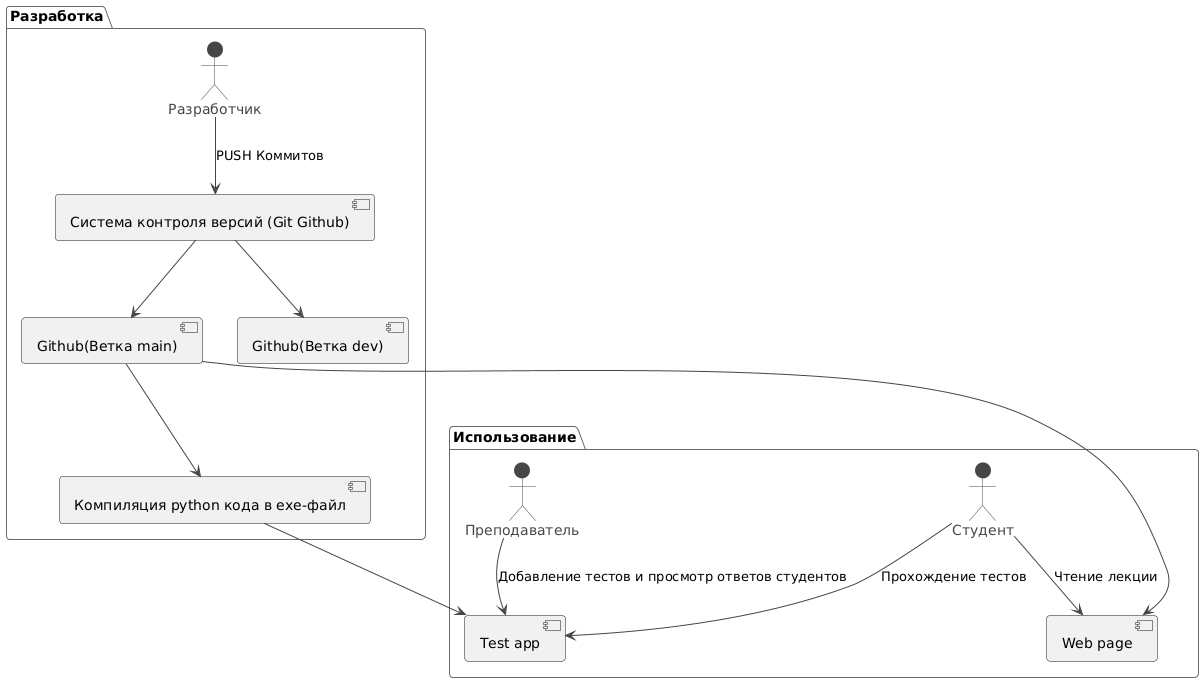 Разработка
Разработчик
PUSH Коммитов
Система контроля версий (Git Github)
Github(Ветка main)
Github(Ветка dev)
Использование
Компиляция python кода в exe-файл
Преподаватель
Студент
Добавление тестов и просмотр ответов студентов
Прохождение тестов
Чтение лекции
Test app
Web page